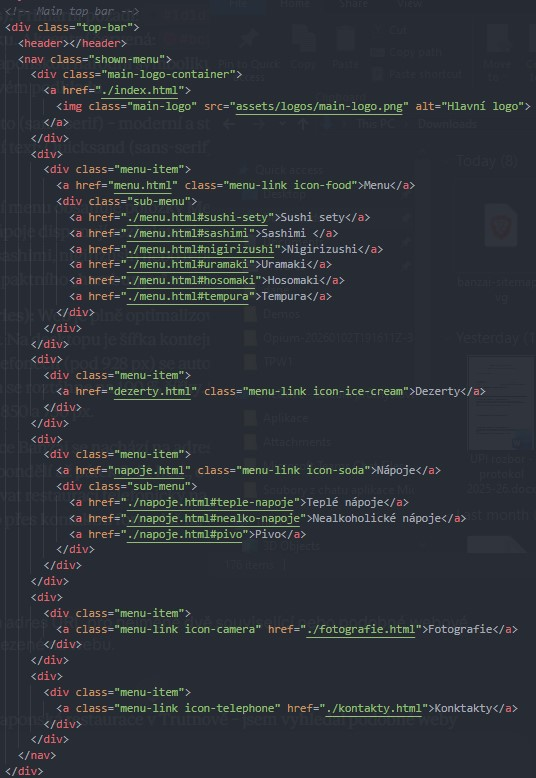 <!-- Main top bar -->
<div class="top-bar">
<header></header>
<nav class="shown-menu">
<div class="main-logo-container">
<a href="./index.html">
<img class="main-logo" src="assets/logos/main-logo.png" alt="Hlavní logo">
</a>
</div>
<div>
<div class="menu-item">
<a href="menu.html" class="menu-link icon-food">Menu</a>
<div class="sub-menu">
<a href="./menu.html#sushi-sety">Sushi sety</a>
<a href="./menu.html#sashimi">Sashimi </a>
<a href="./menu.html#nigirizushi">Nigirizushi</a>
<a href="./menu.html#uramaki">Uramaki</a>
<a href="./menu.html#hosomaki">Hosomaki</a>
<a href="./menu.html#tempura">Tempura</a>
</div>
</div>
</div>
<div>
<div class="menu-item">
<a href="dezerty.html" class="menu-link icon-ice-cream">Dezerty</a>
</div>
</div>
<div>
<div class="menu-item">
<a href="napoje.html" class="menu-link icon-soda">Nápoje</a>
<div class="sub-menu">
<a href="./napoje.html#teple-napoje">Teplé nápoje</a>
<a href="./napoje.html#nealko-napoje">Nealkoholické nápoje</a>
<a href="./napoje.html#pivo">Pivo</a>
</div>
</div>
</div>
<div>
<div class="menu-item">
<a class="menu-link icon-camera" href="./fotografie.html">Fotografie</a>
</div>
</div>
<div>
<div class="menu-item">
<a class="menu-link icon-telephone" href="./kontakty.html">Konktakty</a>
</div>
</div>
</nav>
</div>